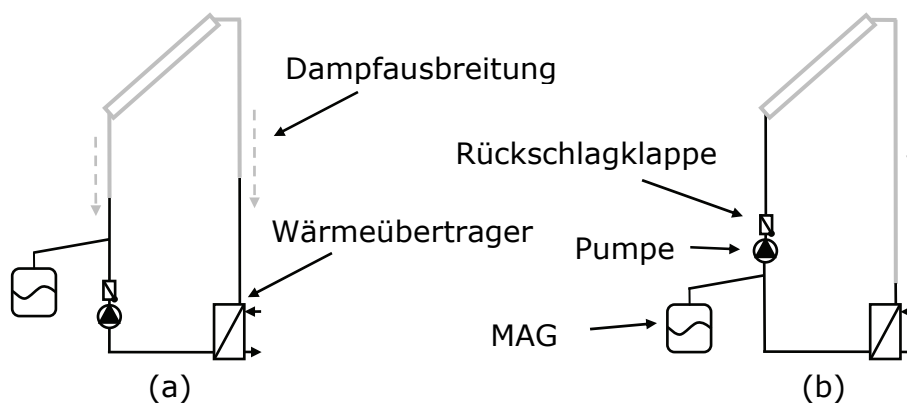 Dampfausbreitung
Rückschlagklappe
Wärmeübertrager
Pumpe
MAG
(a)
(b)